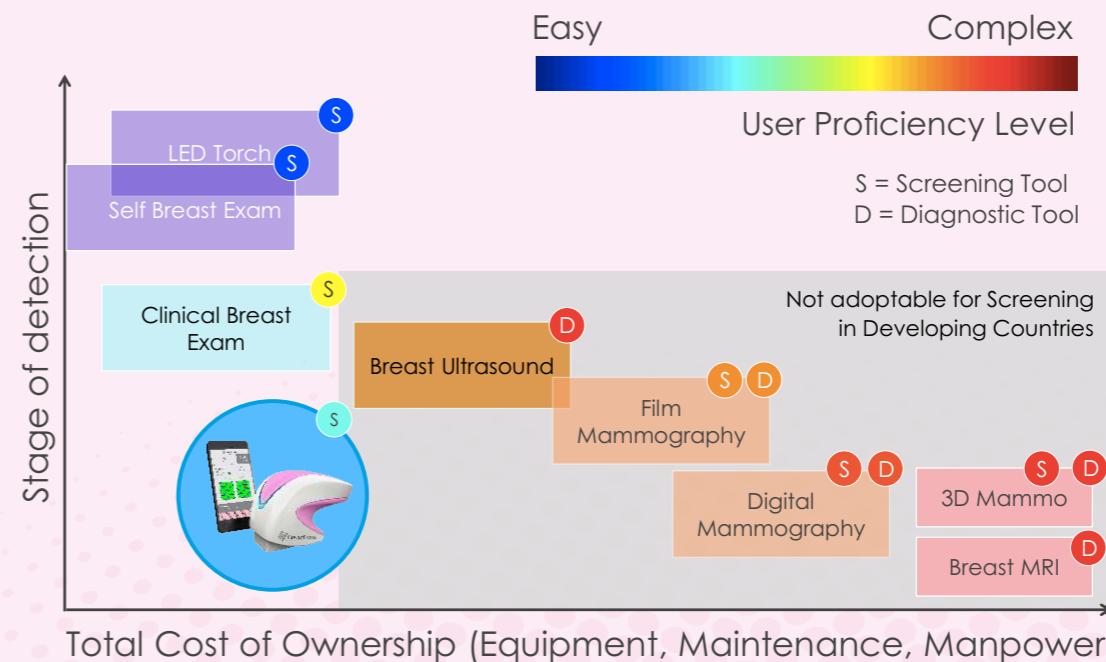 Easy
Complex
User Proficiency Level
S = Screening Tool
D = Diagnostic Tool
Stage of detection
S
LED Torch
S
Self Breast Exam
S
Clinical Breast
Exam
Not adoptable for Screening
in Developing Countries
D
Breast Ultrasound
S D
Film
Mammography
S
S D
Digital
Mammography
S D
3D Mammo
D
Breast MRI
Total Cost of Ownership (Equipment, Maintenance, Manpower